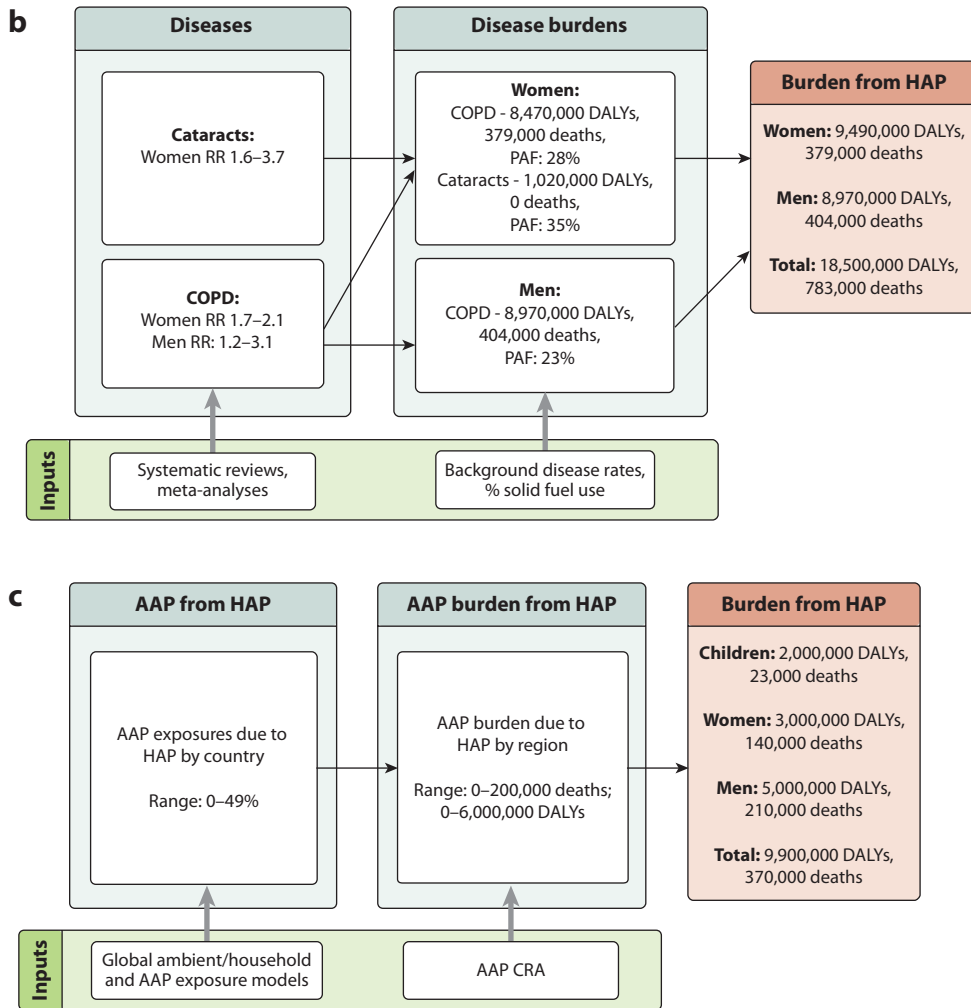 b
Diseases
Cataracts:
Women RR 1.6–3.7
COPD:
Women RR 1.7–2.1
Men RR: 1.2–3.1
Disease burdens
Women:
COPD - 8,470,000 DALYs,
379,000 deaths,
PAF: 28%
Cataracts - 1,020,000 DALYs,
0 deaths,
PAF: 35%
Men:
COPD - 8,970,000 DALYs,
404,000 deaths,
PAF: 23%
Burden from HAP
Women: 9,490,000 DALYs,
379,000 deaths
Men: 8,970,000 DALYs,
404,000 deaths
Total: 18,500,000 DALYs,
783,000 deaths
Inputs
Systematic reviews,
meta-analyses
Background disease rates,
% solid fuel use
c
AAP from HAP
AAP exposures due to
HAP by country
Range: 0–49%
AAP burden from HAP
AAP burden due to
HAP by region
Range: 0–200,000 deaths;
0–6,000,000 DALYs
Burden from HAP
Children: 2,000,000 DALYs,
23,000 deaths
Women: 3,000,000 DALYs,
140,000 deaths
Men: 5,000,000 DALYs,
210,000 deaths
Total: 9,900,000 DALYs,
370,000 deaths
Inputs
Global ambient/household
and AAP exposure models
AAP CRA